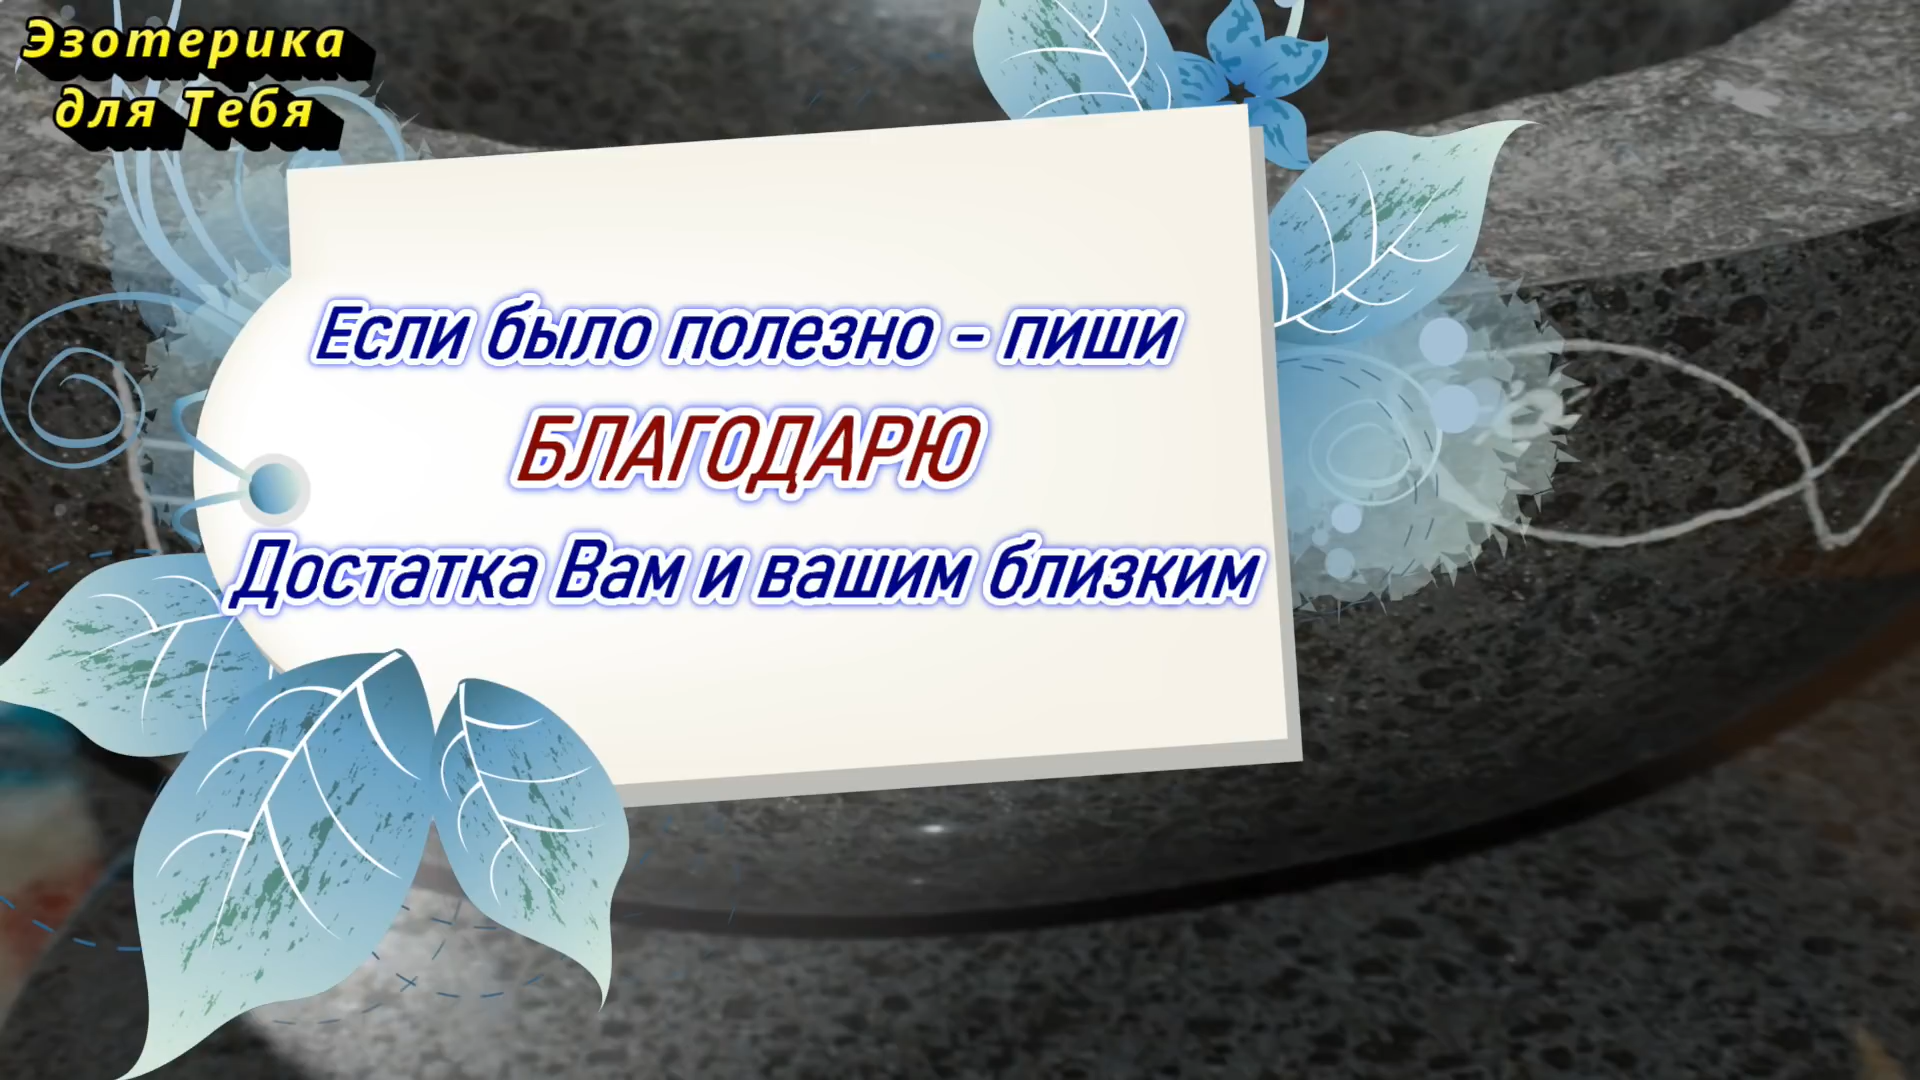 Эзотерика
для Тебя
Если было полезно - пиши
БЛАГОДАРЮ
Достатка Вам и вашим близким